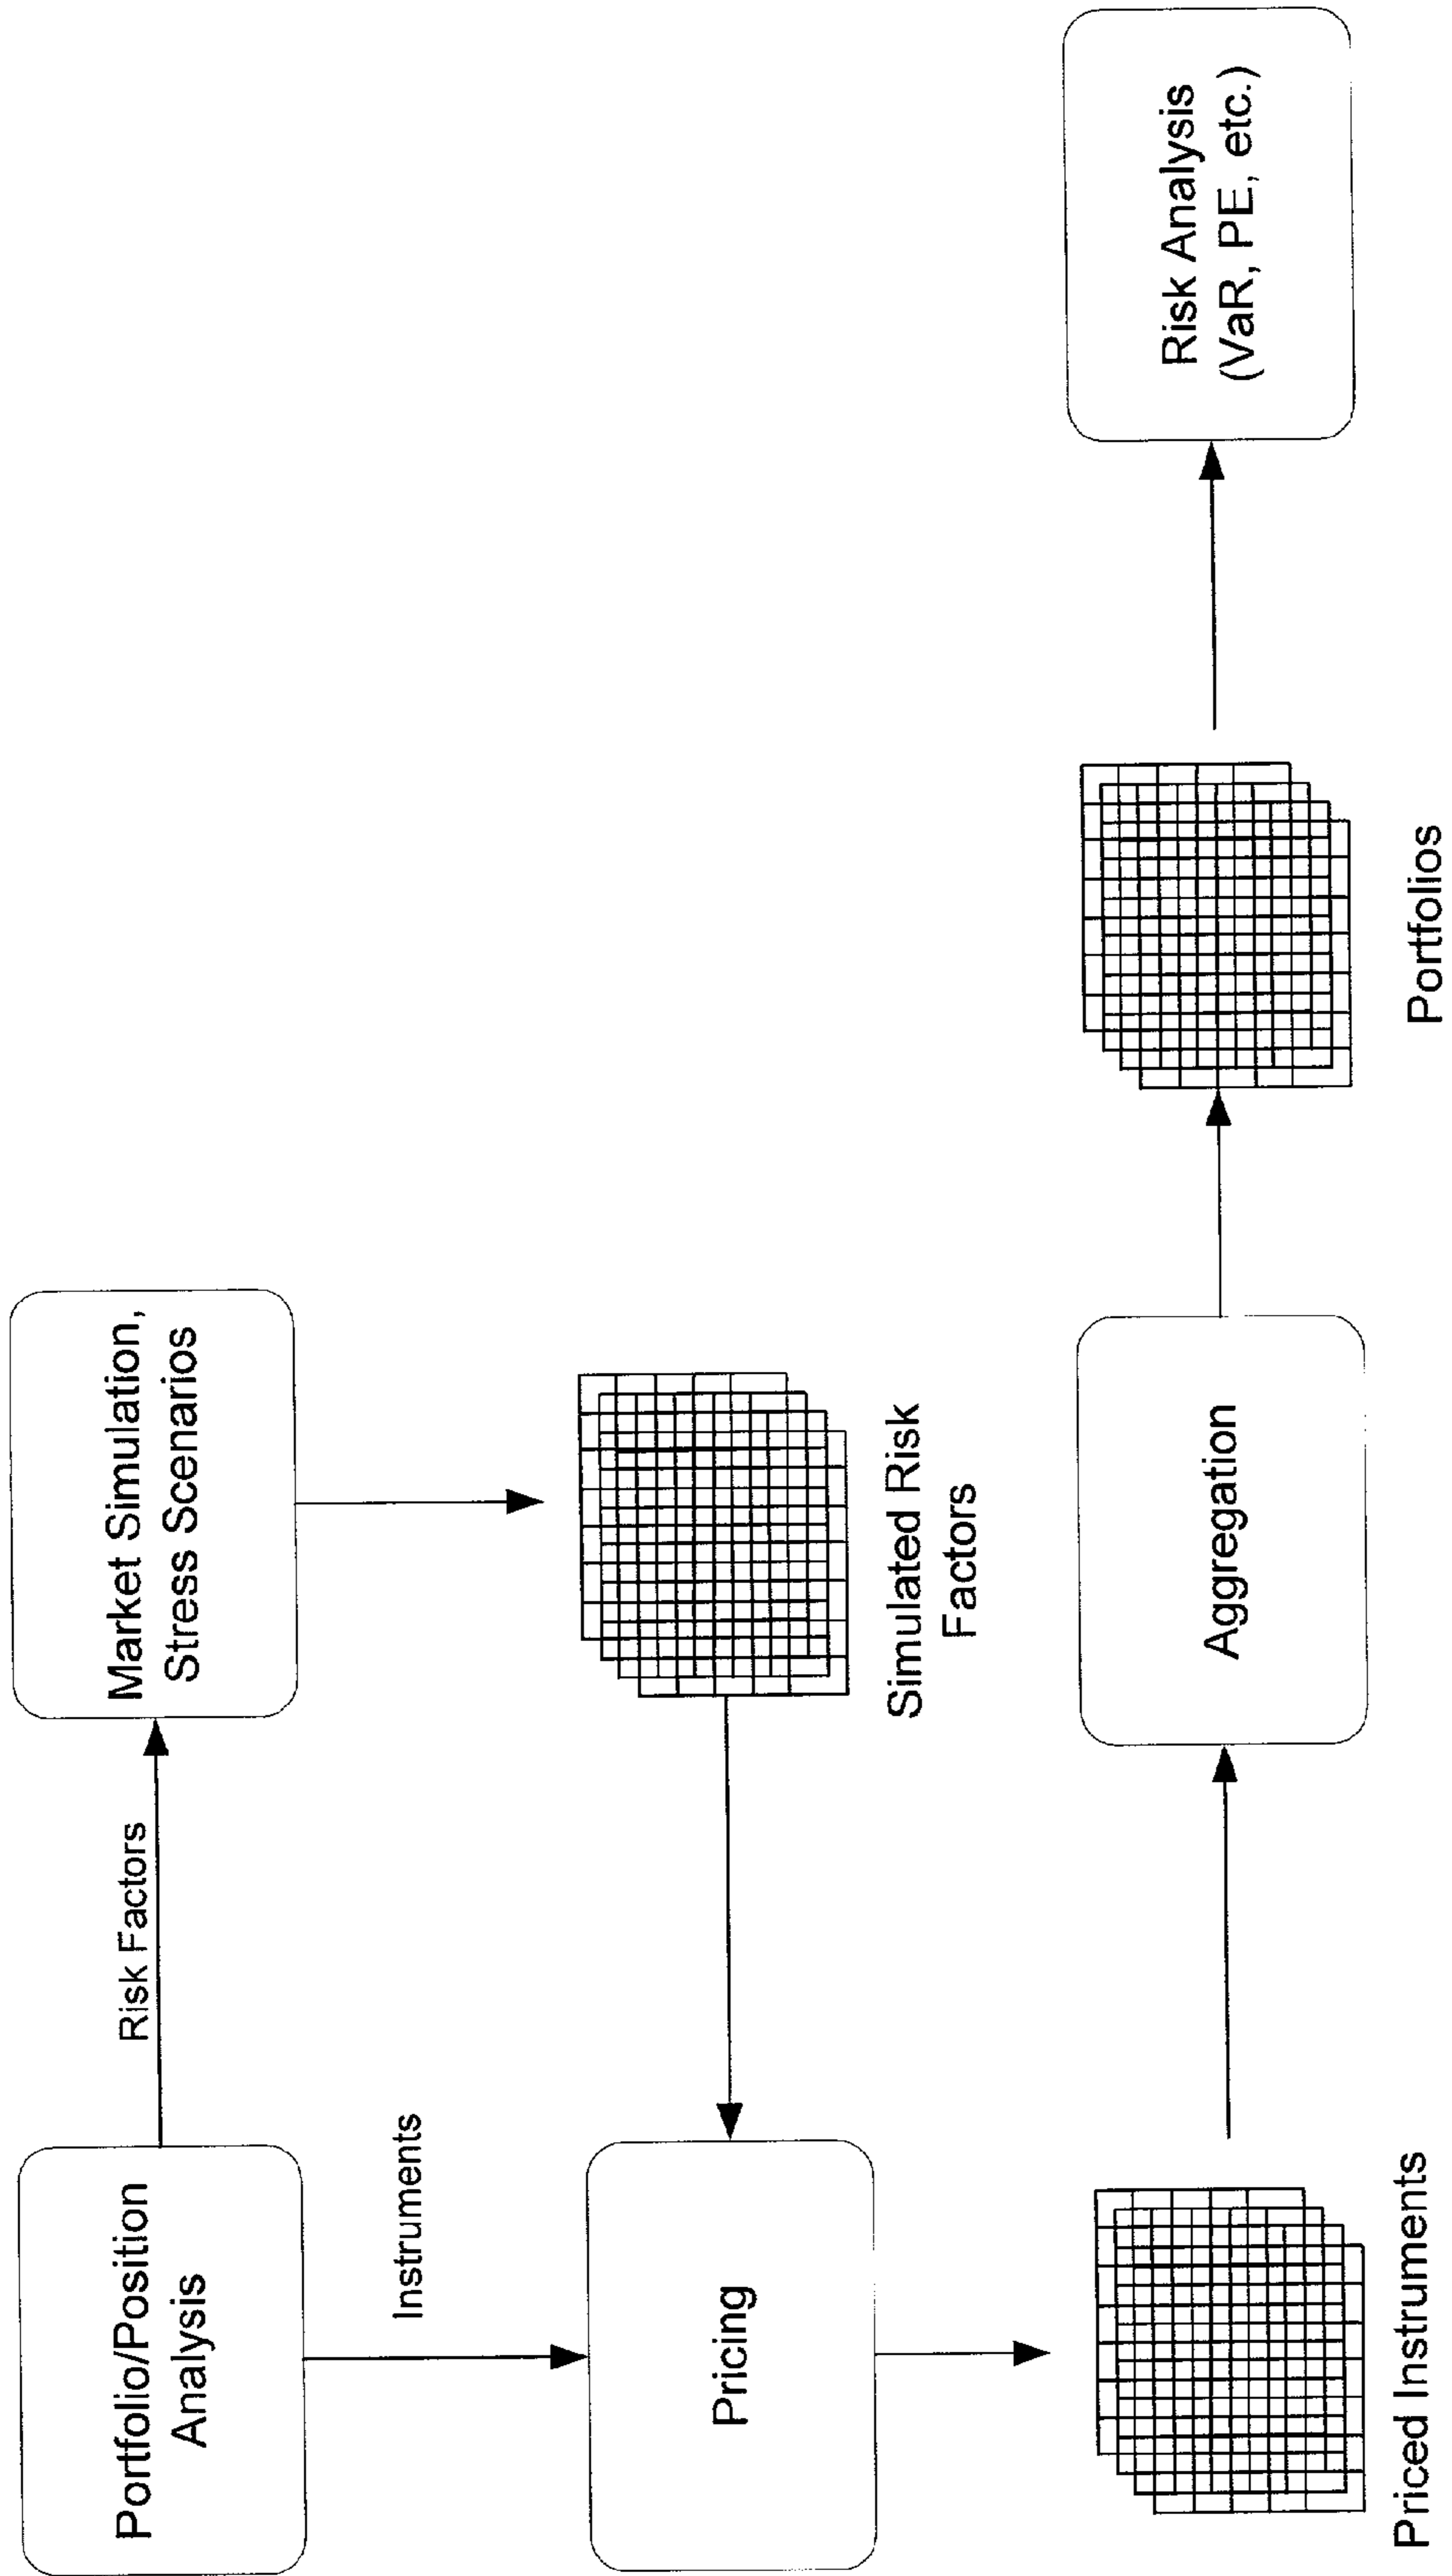 Portfolio/Position
Analysis
Risk Factors
Market Simulation,
Stress Scenarios
Instruments
Pricing
Simulated Risk
Factors
Priced Instruments
Aggregation
Portfolios
Risk Analysis
(VaR, PE, etc.)